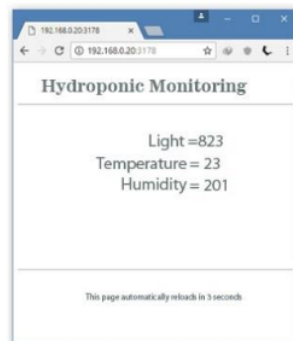 192.168.0.20:3178
192.168.0.20:3178
Hydroponic Monitoring
Light =823
Temperature = 23
Humidity = 201
This page automatically reloads in 3 seconds